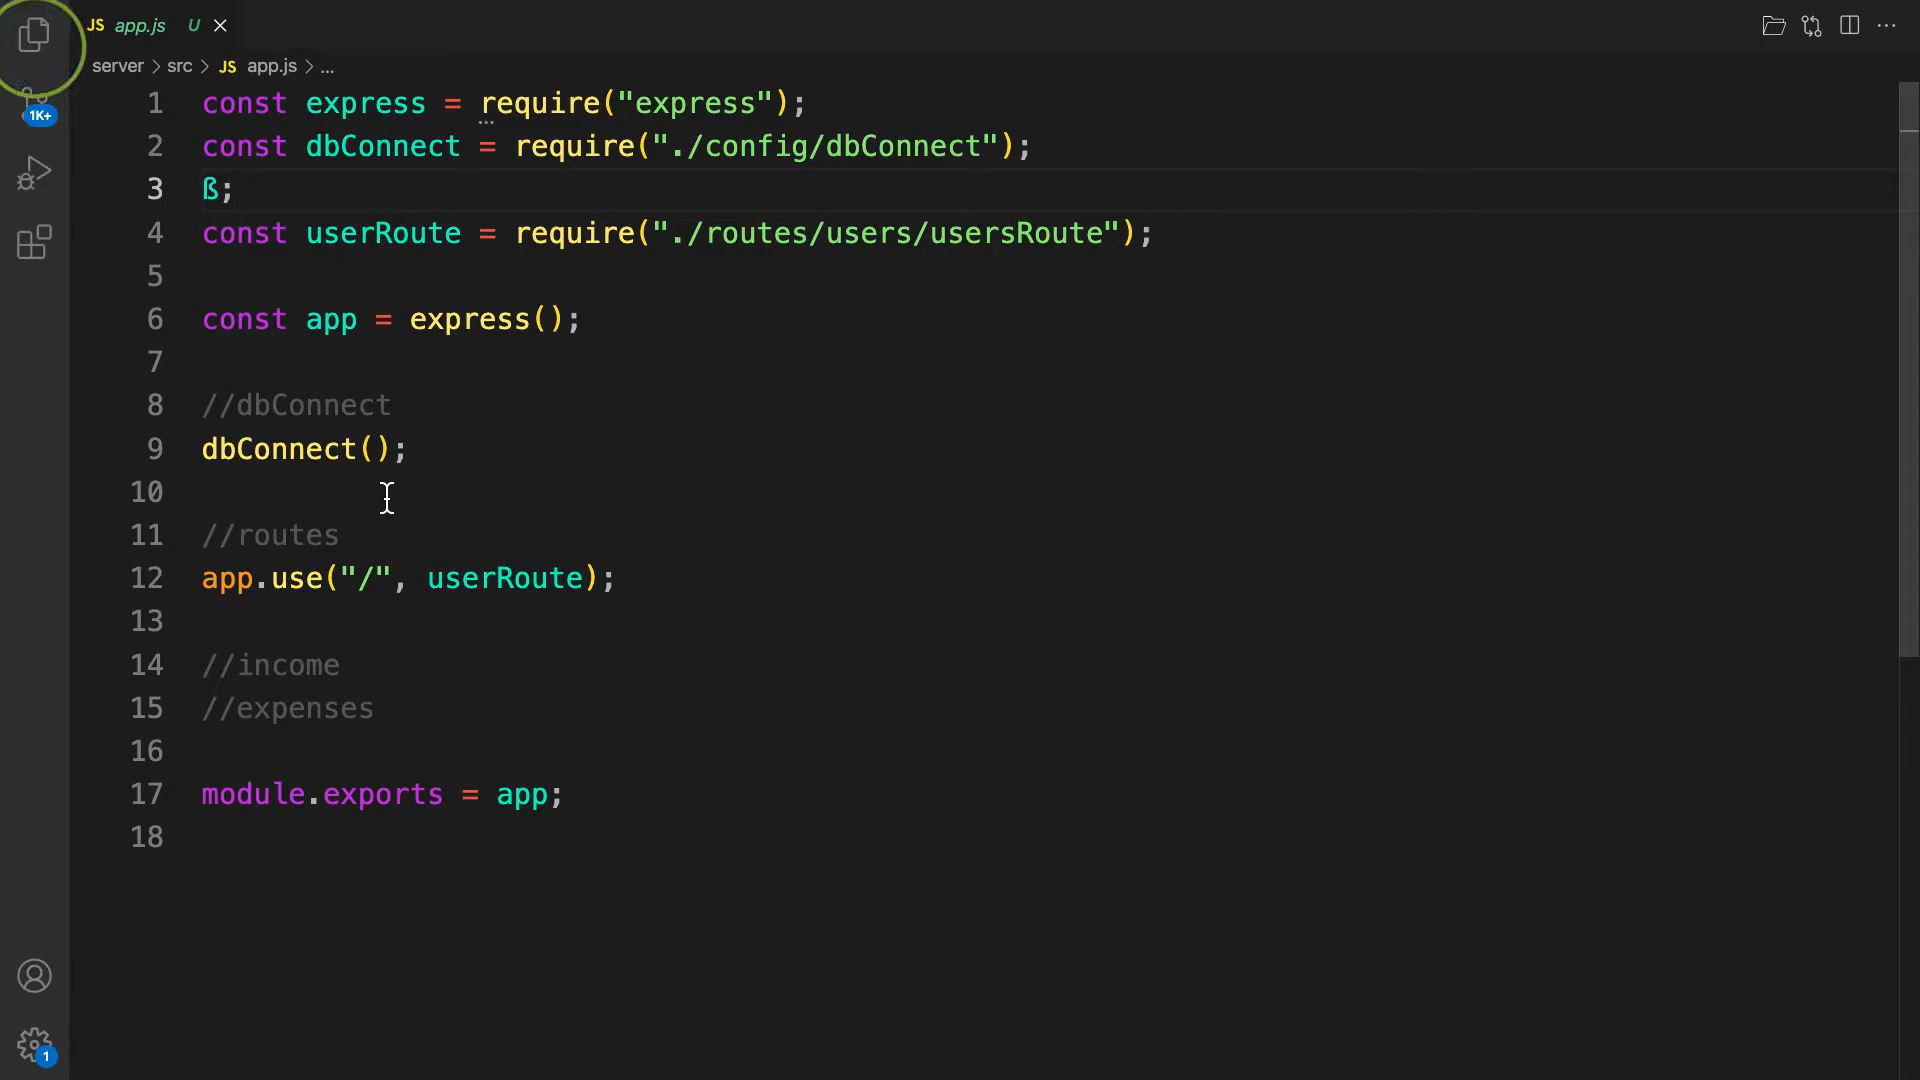 JS app.js U
server > src > JS app.js > ...
1K+
1 const express = require("express");
2 const dbConnect = require("./config/dbConnect");
3 ß;
4 const userRoute = require("./routes/users/usersRoute");
5
6 const app = express();
7
8 //dbConnect
9 dbConnect();
10
11 //routes
12 app.use("/", userRoute);
13
14 //income
15 //expenses
16
17 module.exports = app;
18
1